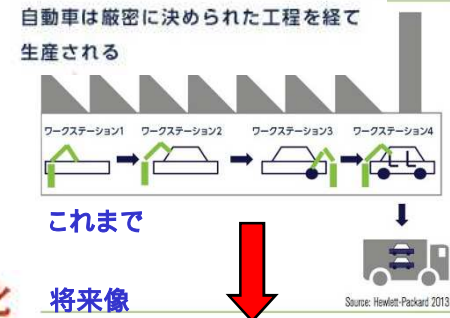 自動車は厳密に決められた工程を経て
生産される
ワークステーション1 ワークステーション2 ワークステーション3 ワークステーション4
これまで
将来像
Source: Hewlett-Packard 2013